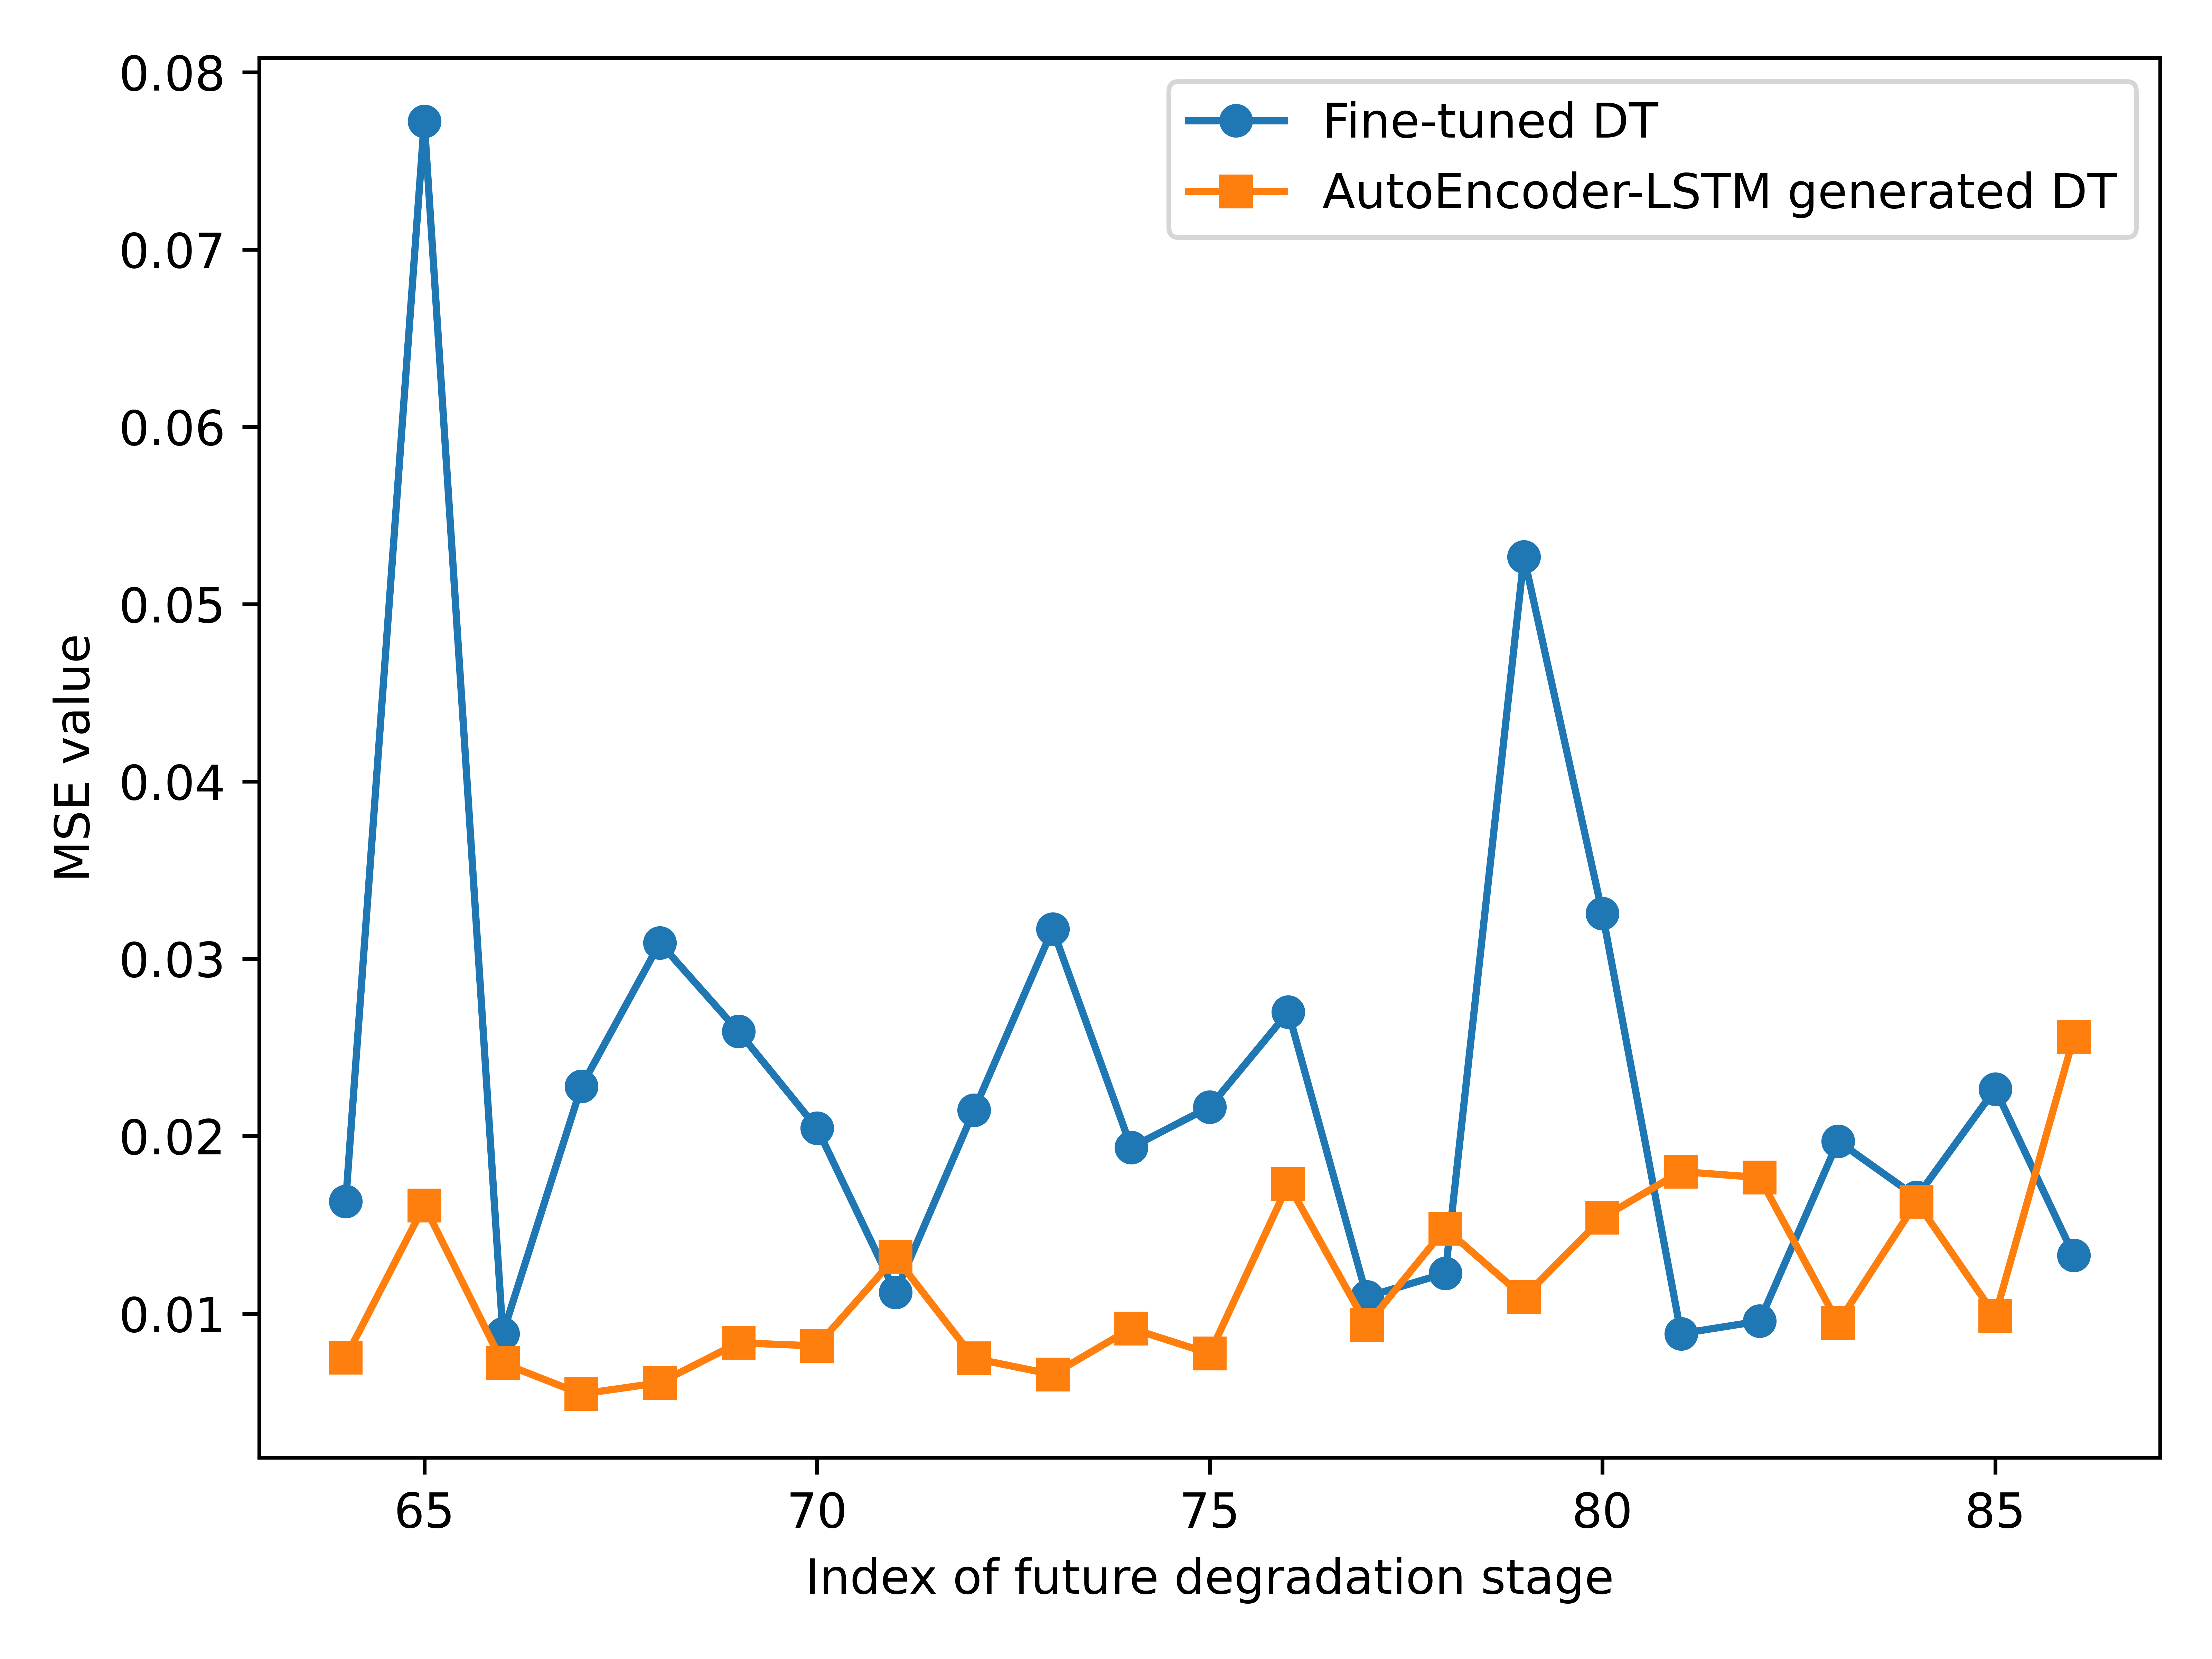 0.08
0.07
0.06
0.05
0.04
0.03
0.02
0.01
MSE value
Fine-tuned DT
AutoEncoder-LSTM generated DT
65 70 75 80 85
Index of future degradation stage